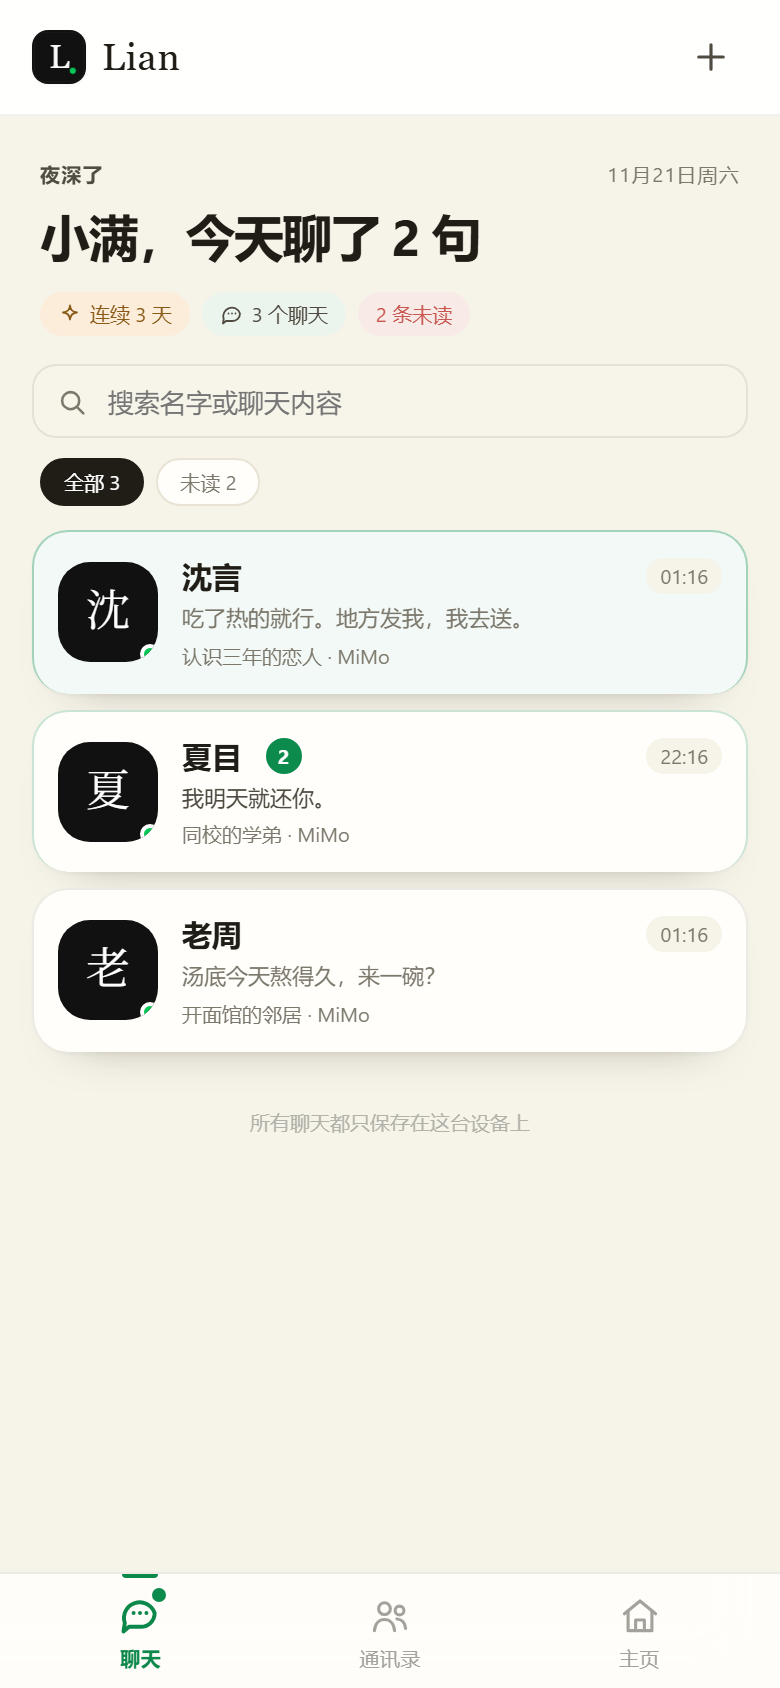 L. Lian
夜深了 11月21日周六
小满，今天聊了 2 句
连续 3 天 3 个聊天 2 条未读
搜索名字或聊天内容
全部 3 未读 2
沈 沈言 01:16
吃了热的就行。地方发我，我去送。
认识三年的恋人 · MiMo
夏 夏目 2 22:16
我明天就还你。
同校的学弟 · MiMo
老 老周 01:16
汤底今天熬得久，来一碗？
开面馆的邻居 · MiMo
所有聊天都只保存在这台设备上
聊天 通讯录 主页